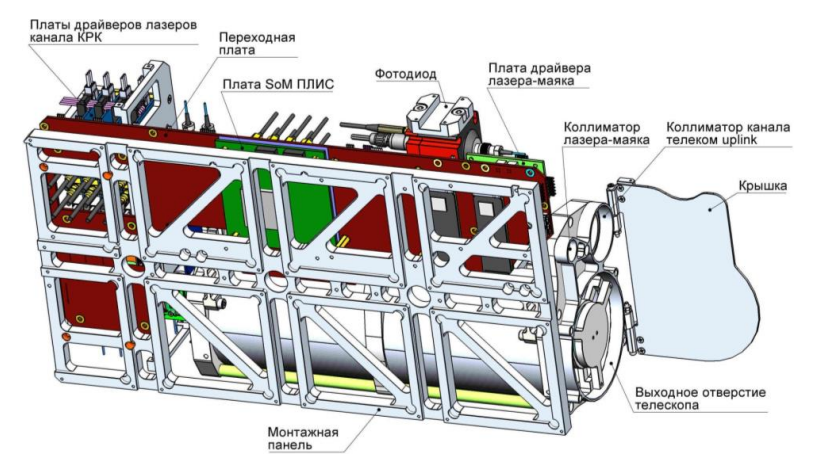 Платы драйверов лазеров
канала КРК
Переходная
плата
Плата SoM ПЛИС
Фотодиод
Плата драйвера
лазера-маяка
Коллиматор
лазера-маяка
Коллиматор канала
телеком uplink
Крышка
Выходное отверстие
телескопа
Монтажная
панель